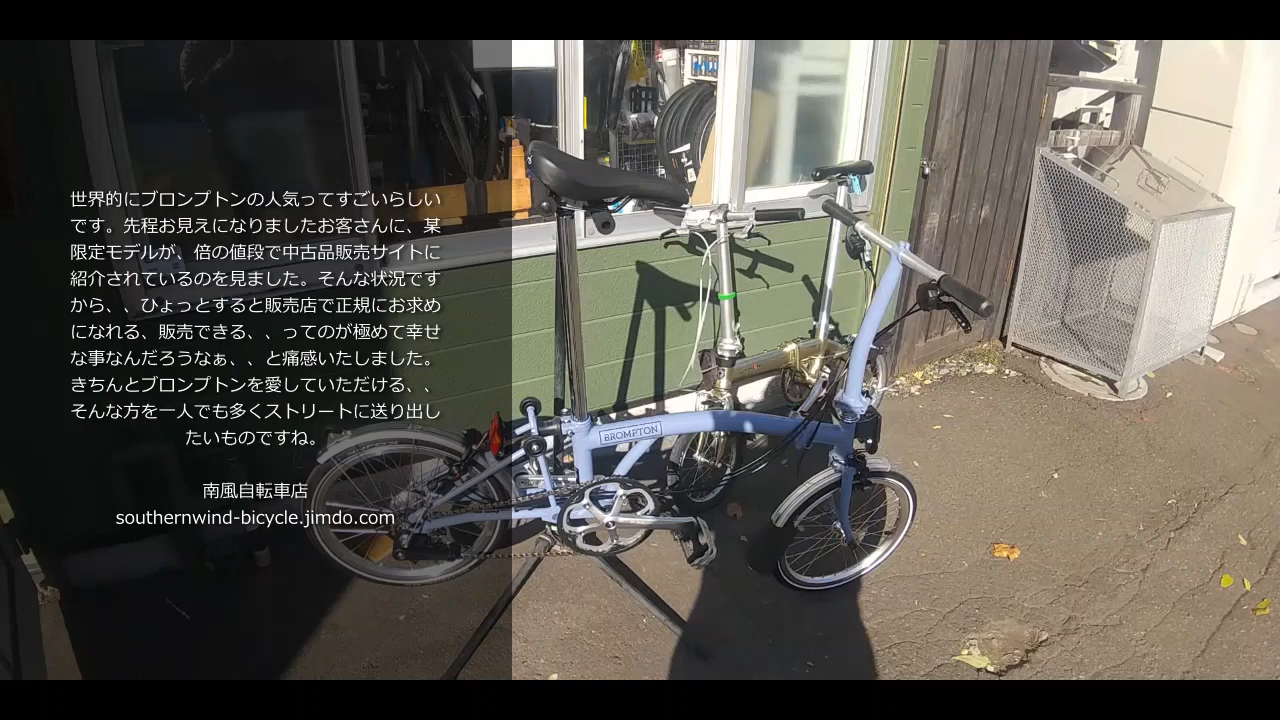 世界的にブロンプトンの人気ってすごいらしい
です。先程お見えになりましたお客さんに、某
限定モデルが、倍の値段で中古品販売サイトに
紹介されているのを見ました。そんな状況です
から、、ひょっとすると販売店で正規にお求め
になれる、販売できる、、ってのが極めて幸せ
な事なんだろうなぁ、、と痛感いたしました。
きちんとブロンプトンを愛していただける、、
そんな方を一人でも多くストリートに送り出し
たいものですね。
南風自転車店
southernwind-bicycle.jimdo.com
BROMPTON